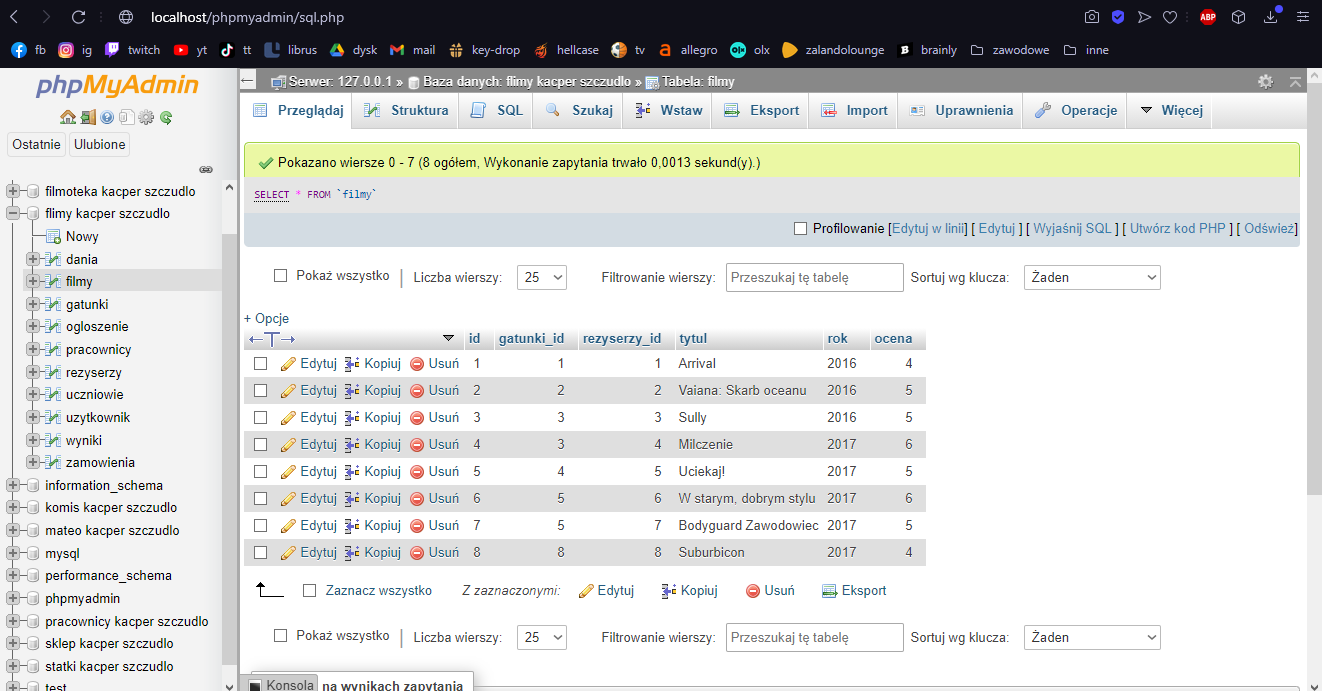 localhost/phpmyadmin/sql.php
ABP
fb ig twitch yt tt librus dysk mail key-drop hellcase tv allegro olx zalandolounge brainly zawodowe inne
phpMyAdmin
Ostatnie Ulubione
filmoteka kacper szczudlo
flimy kacper szczudlo
Nowy
dania
filmy
gatunki
ogloszenie
pracownicy
rezyserzy
uczniowie
uzytkownik
wyniki
zamowienia
information_schema
komis kacper szczudlo
mateo kacper szczudlo
mysql
performance_schema
phpmyadmin
pracownicy kacper szczudlo
sklep kacper szczudlo
statki kacper szczudlo
test
Serwer: 127.0.0.1 » Baza danych: flimy kacper szczudlo » Tabela: filmy
Przeglądaj Struktura SQL Szukaj Wstaw Eksport Import Uprawnienia Operacje Więcej
Pokazano wiersze 0 - 7 (8 ogółem, Wykonanie zapytania trwało 0,0013 sekund(y).)
SELECT * FROM `filmy`
Profilowanie [Edytuj w linii] [ Edytuj ] [ Wyjaśnij SQL ] [ Utwórz kod PHP ] [ Odśwież]
Pokaż wszystko | Liczba wierszy: 25 Filtrowanie wierszy: Przeszukaj tę tabelę Sortuj wg klucza: Żaden
+ Opcje
←T→ id gatunki_id rezyserzy_id tytul rok ocena
Edytuj Kopiuj Usuń 1 1 1 Arrival 2016 4
Edytuj Kopiuj Usuń 2 2 2 Vaiana: Skarb oceanu 2016 5
Edytuj Kopiuj Usuń 3 3 3 Sully 2016 5
Edytuj Kopiuj Usuń 4 3 4 Milczenie 2017 6
Edytuj Kopiuj Usuń 5 4 5 Uciekaj! 2017 5
Edytuj Kopiuj Usuń 6 5 6 W starym, dobrym stylu 2017 6
Edytuj Kopiuj Usuń 7 5 7 Bodyguard Zawodowiec 2017 5
Edytuj Kopiuj Usuń 8 8 8 Suburbicon 2017 4
Zaznacz wszystko Z zaznaczonymi: Edytuj Kopiuj Usuń Eksport
Pokaż wszystko | Liczba wierszy: 25 Filtrowanie wierszy: Przeszukaj tę tabelę Sortuj wg klucza: Żaden
Konsola na wynikach zapytania